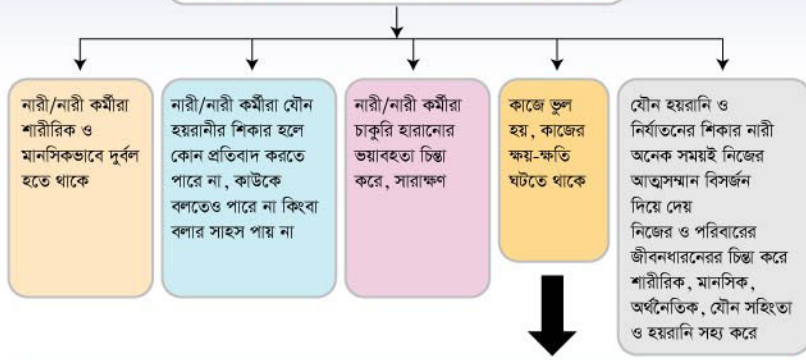 নারী/নারী কর্মীরা
শারীরিক ও
মানসিকভাবে দুর্বল
হতে থাকে
নারী/নারী কর্মীরা যৌন
হয়রানীর শিকার হলে
কোন প্রতিবাদ করতে
পারে না, কাউকে
বলতেও পারে না কিংবা
বলার সাহস পায় না
নারী/নারী কর্মীরা
চাকুরি হারানোর
ভয়াবহতা চিন্তা
করে, সারাক্ষণ
কাজে ভুল
হয়, কাজের
ক্ষয়-ক্ষতি
ঘটতে থাকে
যৌন হয়রানি ও
নির্যাতনের শিকার নারী
অনেক সময়ই নিজের
আত্মসম্মান বিসর্জন
দিয়ে দেয়
নিজের ও পরিবারের
জীবনধারনেরর চিন্তা করে
শারীরিক, মানসিক,
অর্থনৈতিক, যৌন সহিংতা
ও হয়রানি সহ্য করে